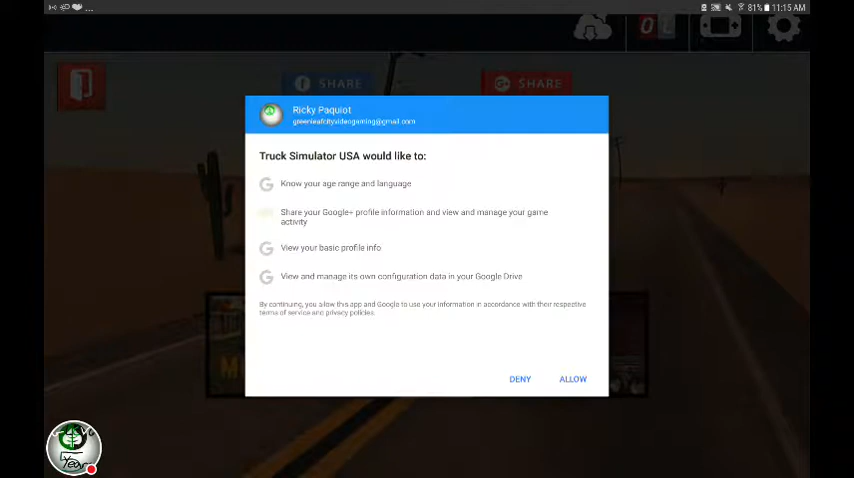 ... 81% 11:15 AM
SHARE SHARE
Ricky Paquiot
greenleafcityvideogaming@gmail.com
Truck Simulator USA would like to:
Know your age range and language
Share your Google+ profile information and view and manage your game
activity
View your basic profile info
View and manage its own configuration data in your Google Drive
By continuing, you allow this app and Google to use your information in accordance with their respective
terms of service and privacy policies.
DENY ALLOW
Year